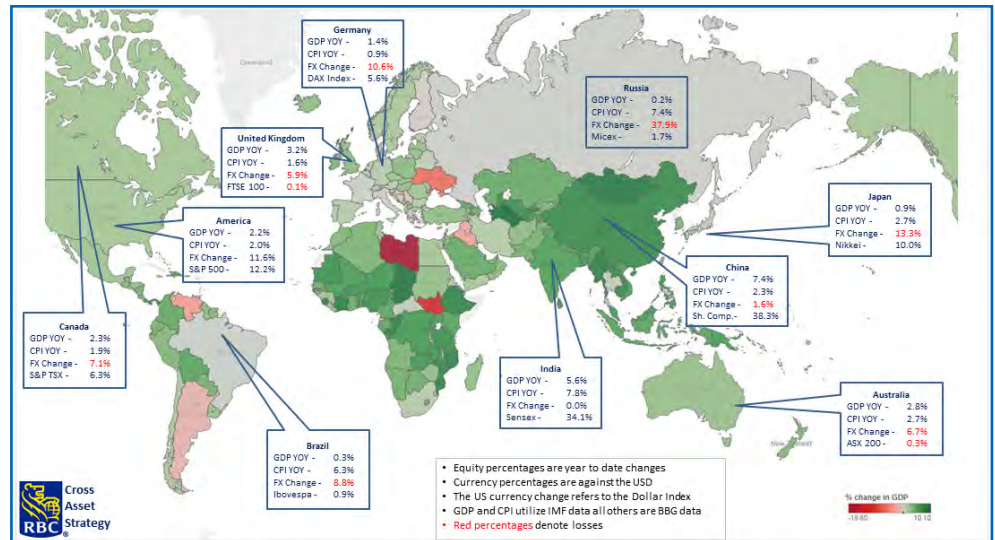 Greenland
Germany
GDP YOY - 1.4%
CPI YOY - 0.9%
FX Change - 10.6%
DAX Index - 5.6%
Russia
GDP YOY - 0.2%
CPI YOY - 7.4%
FX Change - 37.9%
Micex - 1.7%
United Kingdom
GDP YOY - 3.2%
CPI YOY - 1.6%
FX Change - 5.9%
FTSE 100 - 0.1%
Japan
GDP YOY - 0.9%
CPI YOY - 2.7%
FX Change - 13.3%
Nikkei - 10.0%
America
GDP YOY - 2.2%
CPI YOY - 2.0%
FX Change - 11.6%
S&P 500 - 12.2%
China
GDP YOY - 7.4%
CPI YOY - 2.3%
FX Change - 1.6%
Sh. Comp. - 38.3%
Canada
GDP YOY - 2.3%
CPI YOY - 1.9%
FX Change - 7.1%
S&P TSX - 6.3%
India
GDP YOY - 5.6%
CPI YOY - 7.8%
FX Change - 0.0%
Sensex - 34.1%
Australia
GDP YOY - 2.8%
CPI YOY - 2.7%
FX Change - 6.7%
ASX 200 - 0.3%
Brazil
GDP YOY - 0.3%
CPI YOY - 6.3%
FX Change - 8.8%
Ibovespa - 0.9%
• Equity percentages are year to date changes
• Currency percentages are against the USD
• The US currency change refers to the Dollar Index
• GDP and CPI utilize IMF data all others are BBG data
• Red percentages denote losses
% change in GDP
RBC
®
Cross
Asset
Strategy